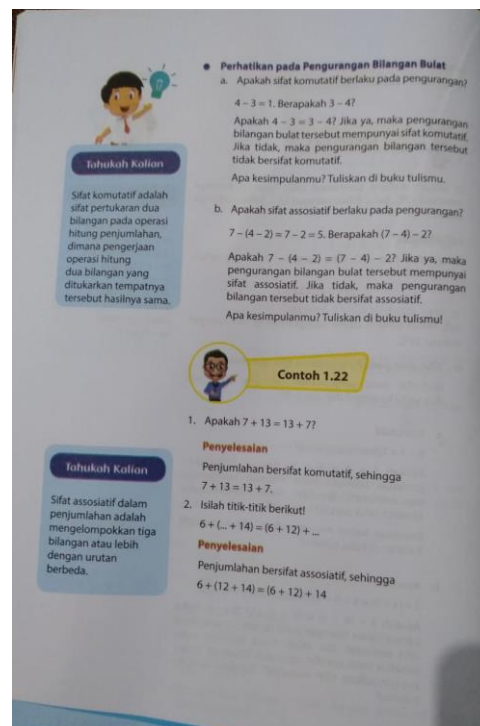 Perhatikan pada Pengurangan Bilangan Bulat
a. Apakah sifat komutatif berlaku pada pengurangan?
4 – 3 = 1. Berapakah 3 – 4?
Apakah 4 – 3 = 3 – 4? Jika ya, maka pengurangan
bilangan bulat tersebut mempunyai sifat komutatif.
Jika tidak, maka pengurangan bilangan tersebut
tidak bersifat komutatif.
Apa kesimpulanmu? Tuliskan di buku tulismu.
Tahukah Kalian
Sifat komutatif adalah
sifat pertukaran dua
bilangan pada operasi
hitung penjumlahan,
dimana pengerjaan
operasi hitung
dua bilangan yang
ditukarkan tempatnya
tersebut hasilnya sama.
b. Apakah sifat assosiatif berlaku pada pengurangan?
7 – (4 – 2) = 7 – 2 = 5. Berapakah (7 – 4) – 2?
Apakah 7 – (4 – 2) = (7 – 4) – 2? Jika ya, maka
pengurangan bilangan bulat tersebut mempunyai
sifat assosiatif. Jika tidak, maka pengurangan
bilangan tersebut tidak bersifat assosiatif.
Apa kesimpulanmu? Tuliskan di buku tulismu!
Contoh 1.22
1. Apakah 7 + 13 = 13 + 7?
Penyelesaian
Penjumlahan bersifat komutatif, sehingga
7 + 13 = 13 + 7.
2. Isilah titik-titik berikut!
6 + (... + 14) = (6 + 12) + ...
Penyelesaian
Penjumlahan bersifat assosiatif, sehingga
6 + (12 + 14) = (6 + 12) + 14
Tahukah Kalian
Sifat assosiatif dalam
penjumlahan adalah
mengelompokkan tiga
bilangan atau lebih
dengan urutan
berbeda.